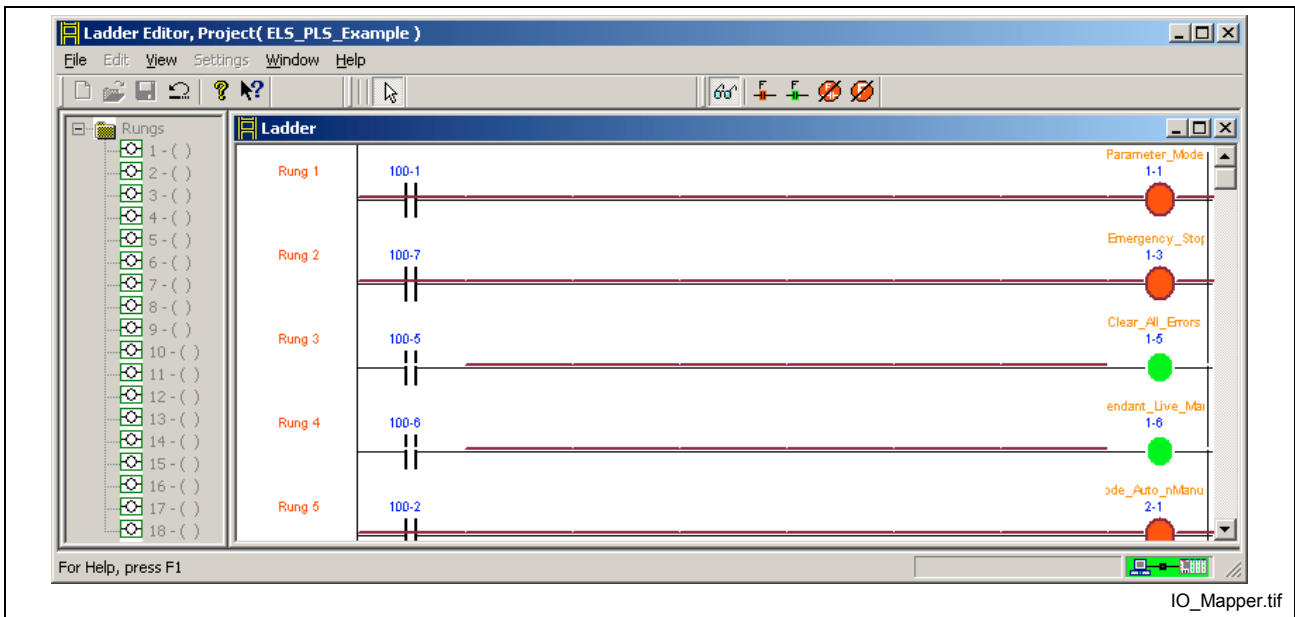 Ladder Editor, Project( ELS_PLS_Example )
File Edit View Settings Window Help
Rungs
1 - ( )
2 - ( )
3 - ( )
4 - ( )
5 - ( )
6 - ( )
7 - ( )
8 - ( )
9 - ( )
10 - ( )
11 - ( )
12 - ( )
13 - ( )
14 - ( )
15 - ( )
16 - ( )
17 - ( )
18 - ( )
Ladder
Parameter_Mode
Rung 1 100-1 1-1
Emergency_Stop
Rung 2 100-7 1-3
Clear_All_Errors
Rung 3 100-5 1-5
endant_Live_Mai
Rung 4 100-6 1-6
ode_Auto_nManu
Rung 5 100-2 2-1
For Help, press F1
IO_Mapper.tif